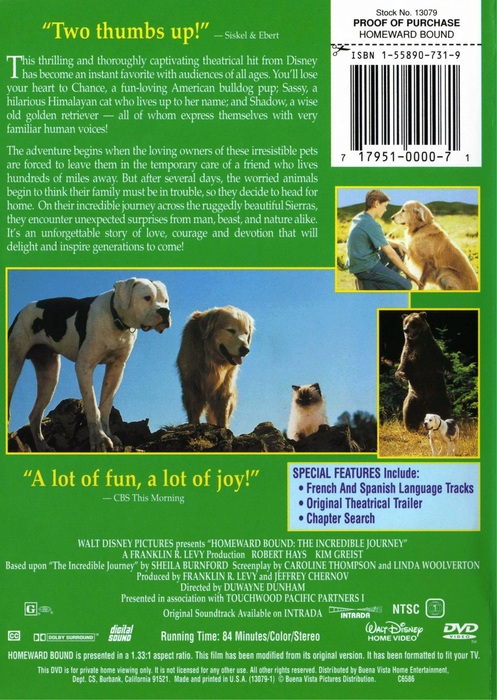 "Two thumbs up!" — Siskel & Ebert
This thrilling and thoroughly captivating theatrical hit from Disney
has become an instant favorite with audiences of all ages. You'll lose
your heart to Chance, a fun-loving American bulldog pup; Sassy, a
hilarious Himalayan cat who lives up to her name; and Shadow, a wise
old golden retriever — all of whom express themselves with very
familiar human voices!
The adventure begins when the loving owners of these irresistible pets
are forced to leave them in the temporary care of a friend who lives
hundreds of miles away. But after several days, the worried animals
begin to think their family must be in trouble, so they decide to head for
home. On their incredible journey across the ruggedly beautiful Sierras,
they encounter unexpected surprises from man, beast, and nature alike.
It's an unforgettable story of love, courage and devotion that will
delight and inspire generations to come!
Stock No. 13079
PROOF OF PURCHASE
HOMEWARD BOUND
ISBN 1-55890-731-9
7 17951-0000-7 1
"A lot of fun, a lot of joy!"
— CBS This Morning
SPECIAL FEATURES Include:
• French And Spanish Language Tracks
• Original Theatrical Trailer
• Chapter Search
WALT DISNEY PICTURES presents "HOMEWARD BOUND: THE INCREDIBLE JOURNEY"
A FRANKLIN R. LEVY Production ROBERT HAYS KIM GREIST
Based upon "The Incredible Journey" by SHEILA BURNFORD Screenplay by CAROLINE THOMPSON and LINDA WOOLVERTON
Produced by FRANKLIN R. LEVY and JEFFREY CHERNOV
Directed by DUWAYNE DUNHAM
Presented in association with TOUCHWOOD PACIFIC PARTNERS I
Original Soundtrack Available on INTRADA
INTRADA
NTSC
1
G
CC
DOLBY SURROUND
digital SOUND
Running Time: 84 Minutes/Color/Stereo
Walt Disney HOME VIDEO
DVD VIDEO
HOMEWARD BOUND is presented in a 1.33:1 aspect ratio. This film has been modified from its original version. It has been formatted to fit your TV.
This DVD is for private home viewing only. It is not licensed for any other use. All other rights reserved. Distributed by Buena Vista Home Entertainment,
Dept. CS, Burbank, California 91521. Made and printed in U.S.A. (13079-1) © Buena Vista Pictures Distribution. C6586